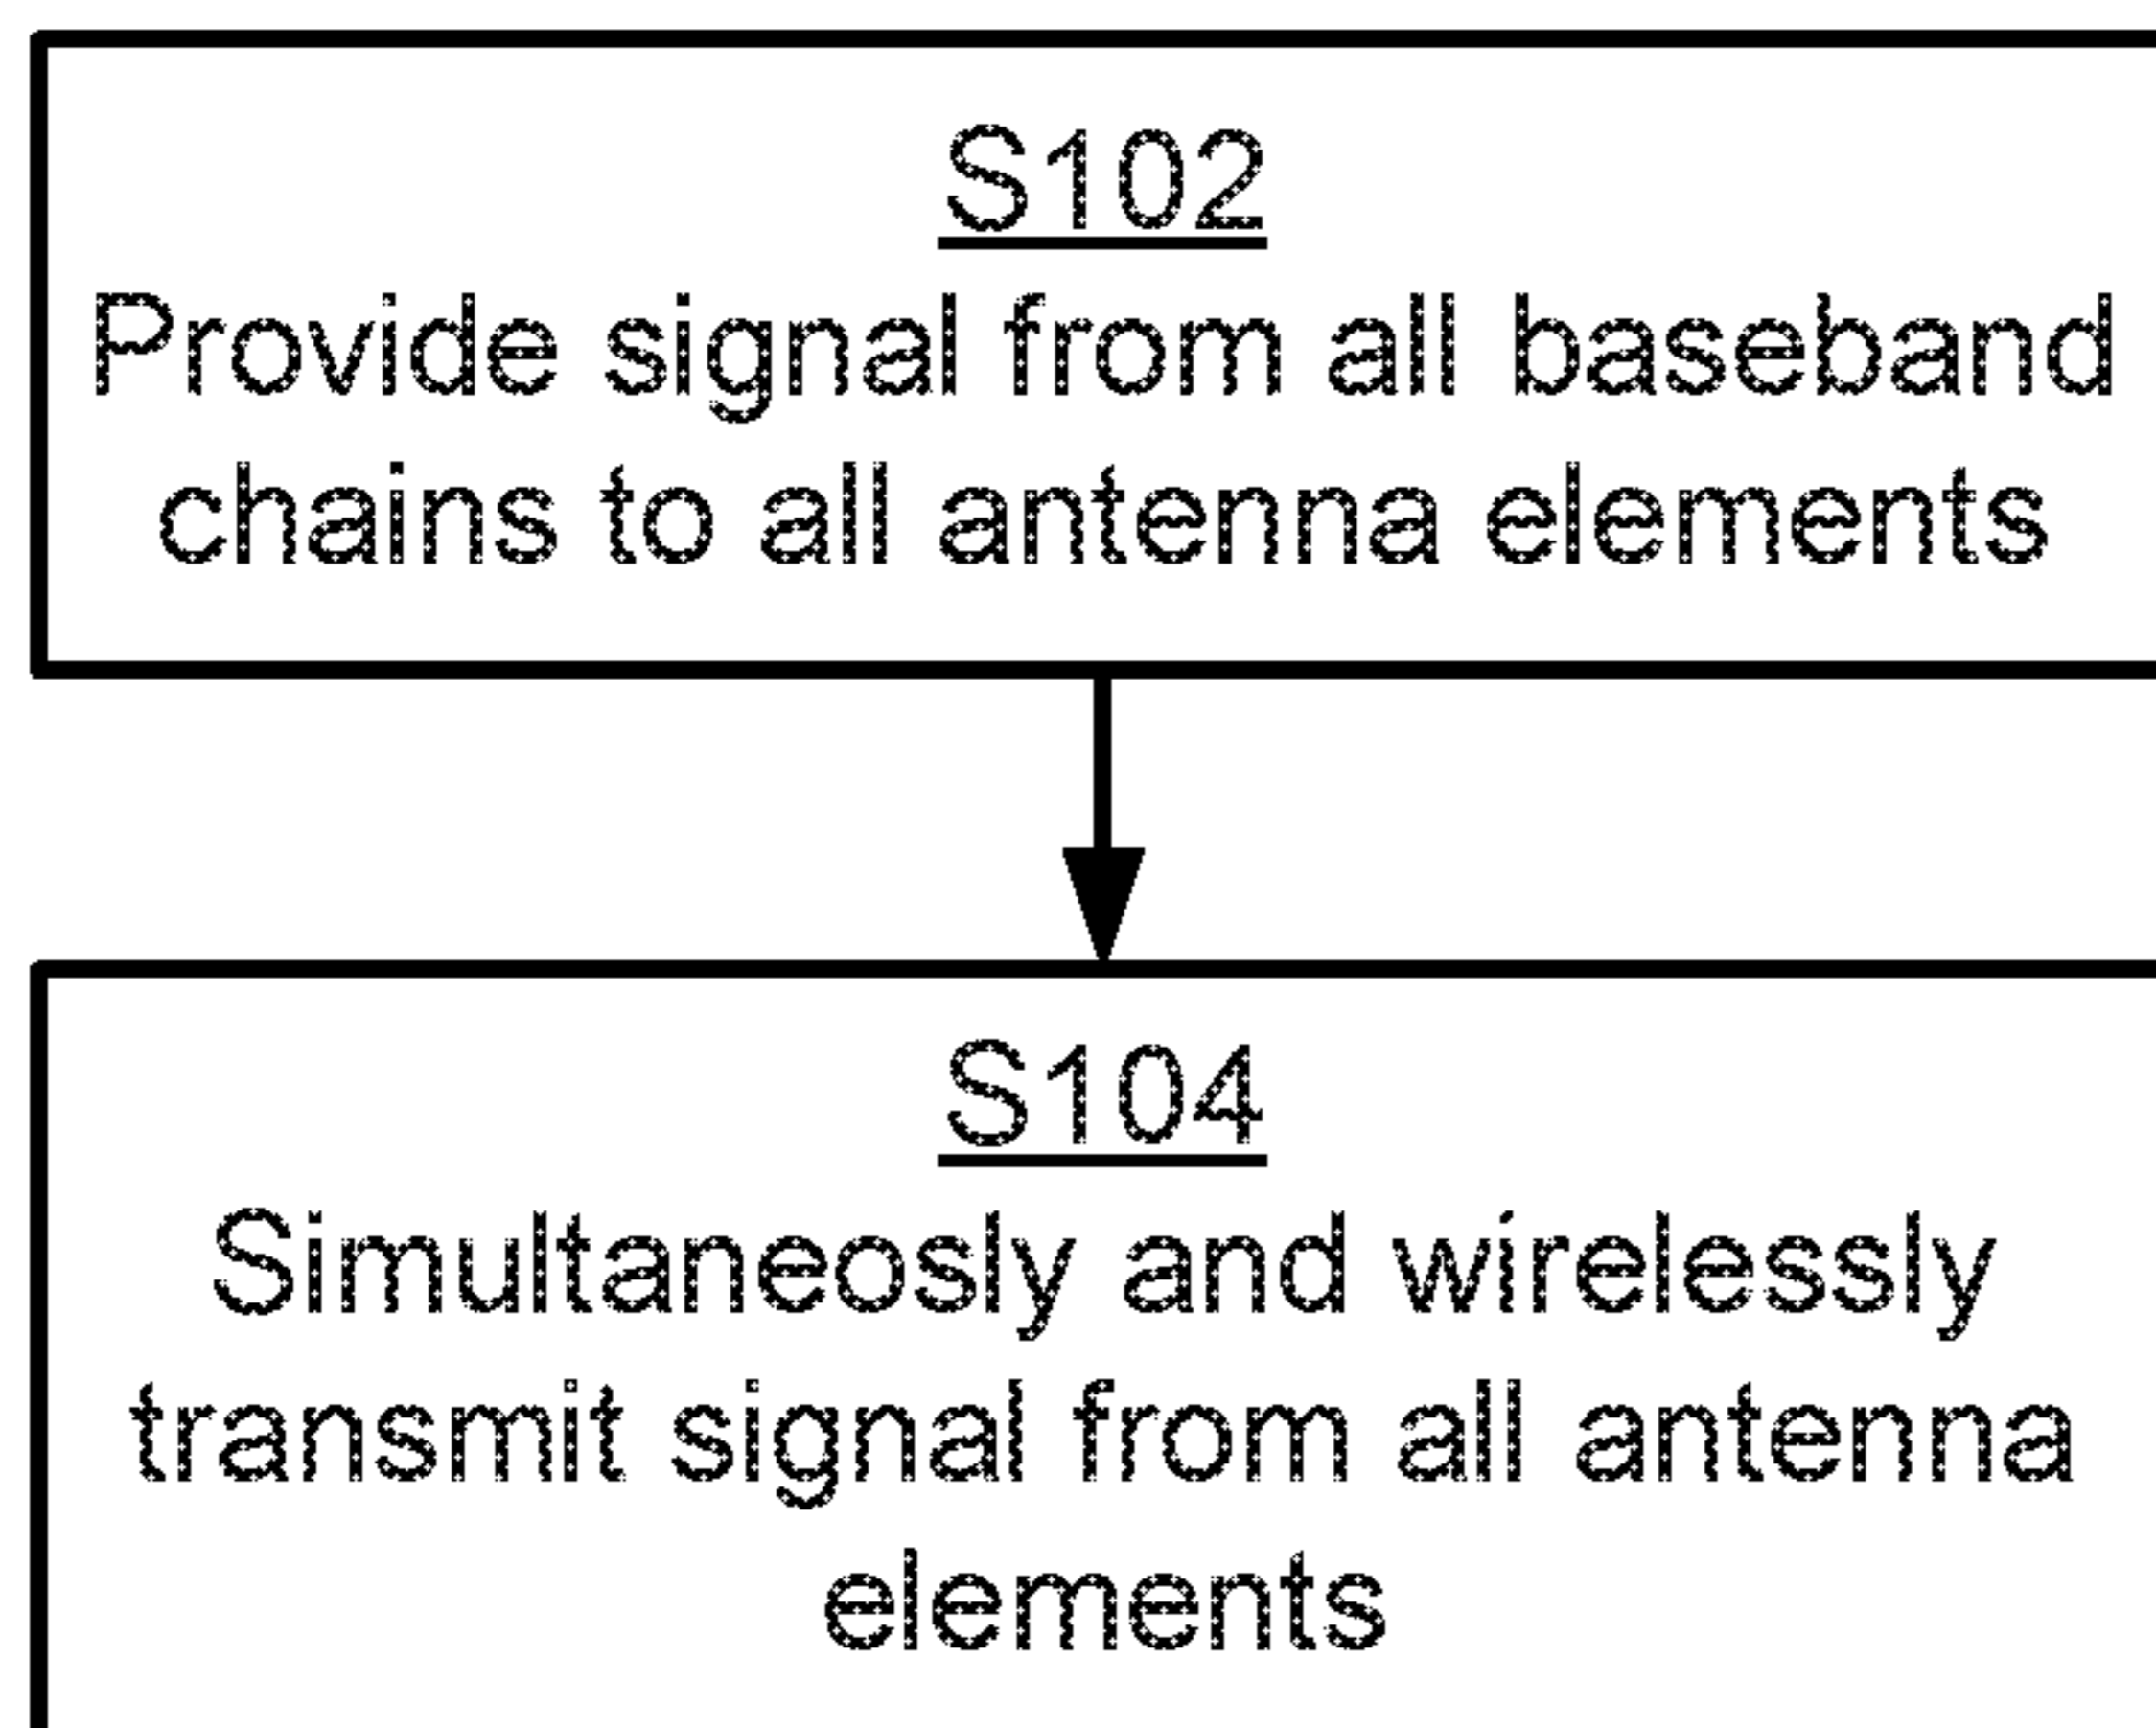 S102
Provide signal from all baseband
chains to all antenna elements
S104
Simultaneosly and wirelessly
transmit signal from all antenna
elements